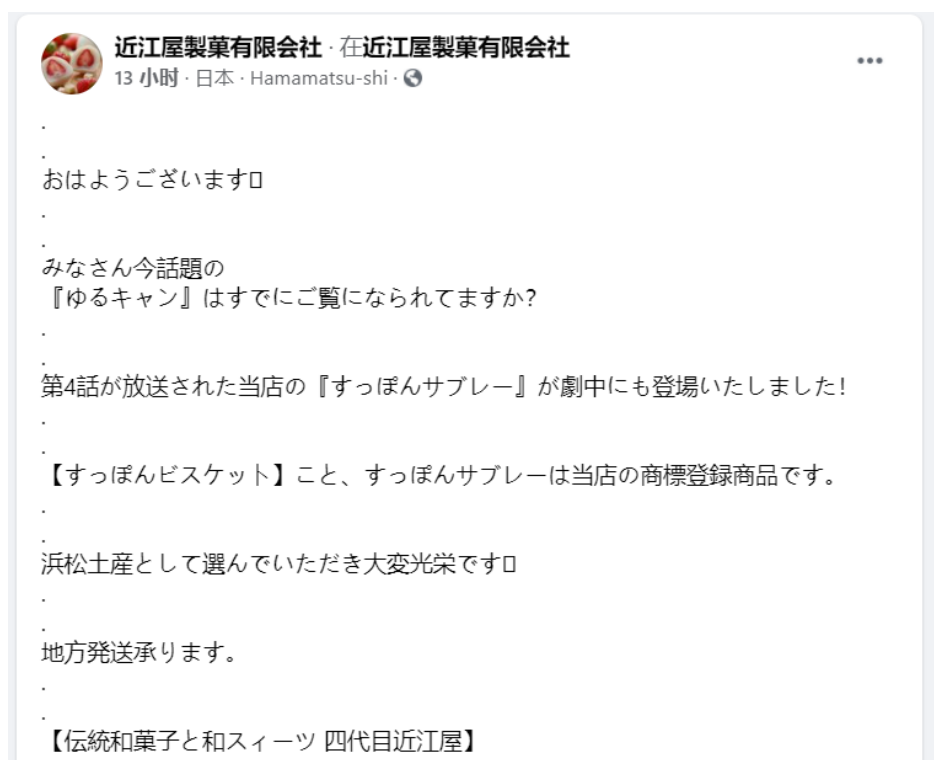 近江屋製菓有限会社 · 在近江屋製菓有限会社
13 小时 · 日本 · Hamamatsu-shi ·
.
.
おはようございます▯
.
.
みなさん今話題の
『ゆるキャン』はすでにご覧になられてますか?
.
.
第4話が放送された当店の『すっぽんサブレー』が劇中にも登場いたしました!
.
.
【すっぽんビスケット】こと、すっぽんサブレーは当店の商標登録商品です。
.
.
浜松土産として選んでいただき大変光栄です▯
.
.
地方発送承ります。
.
.
【伝統和菓子と和スィーツ 四代目近江屋】